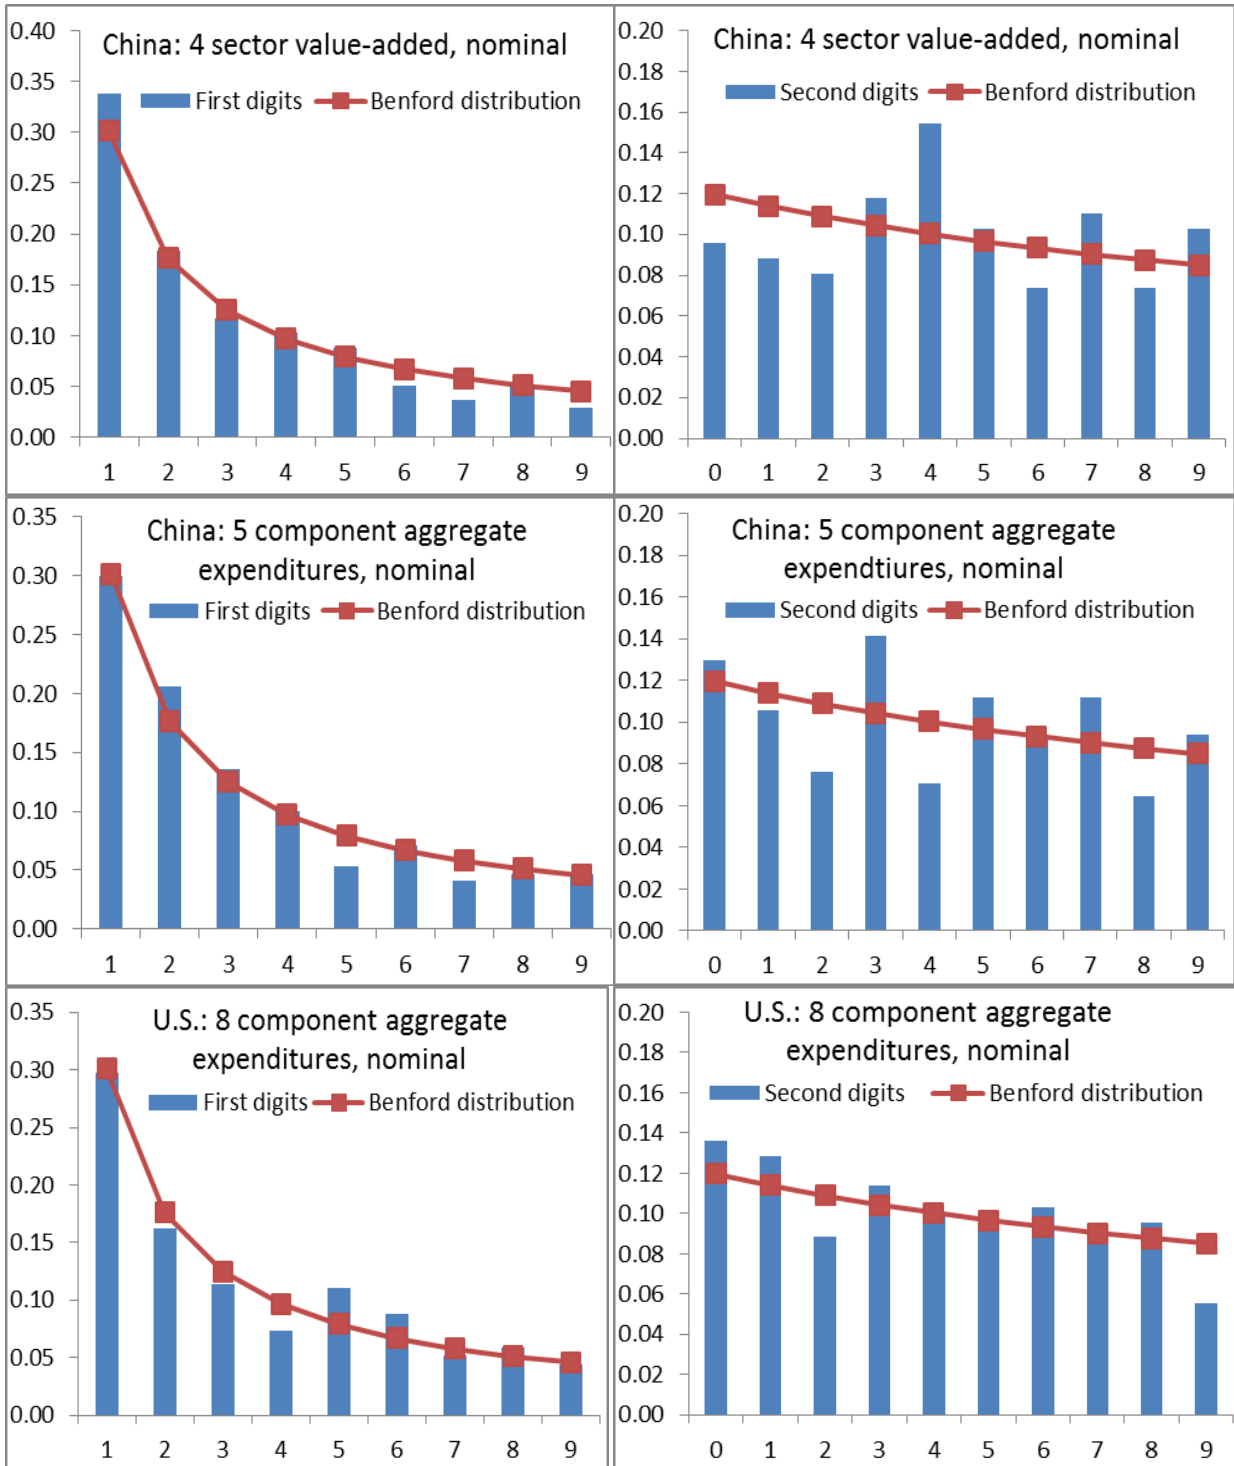 China: 4 sector value-added, nominal
First digits Benford distribution
0.40
0.35
0.30
0.25
0.20
0.15
0.10
0.05
0.00
1 2 3 4 5 6 7 8 9
China: 4 sector value-added, nominal
Second digits Benford distribution
0.20
0.18
0.16
0.14
0.12
0.10
0.08
0.06
0.04
0.02
0.00
0 1 2 3 4 5 6 7 8 9
China: 5 component aggregate
expenditures, nominal
First digits Benford distribution
0.35
0.30
0.25
0.20
0.15
0.10
0.05
0.00
1 2 3 4 5 6 7 8 9
China: 5 component aggregate
expendtiures, nominal
Second digits Benford distribution
0.20
0.18
0.16
0.14
0.12
0.10
0.08
0.06
0.04
0.02
0.00
0 1 2 3 4 5 6 7 8 9
U.S.: 8 component aggregate
expenditures, nominal
First digits Benford distribution
0.35
0.30
0.25
0.20
0.15
0.10
0.05
0.00
1 2 3 4 5 6 7 8 9
U.S.: 8 component aggregate
expenditures, nominal
Second digits Benford distribution
0.20
0.18
0.16
0.14
0.12
0.10
0.08
0.06
0.04
0.02
0.00
0 1 2 3 4 5 6 7 8 9